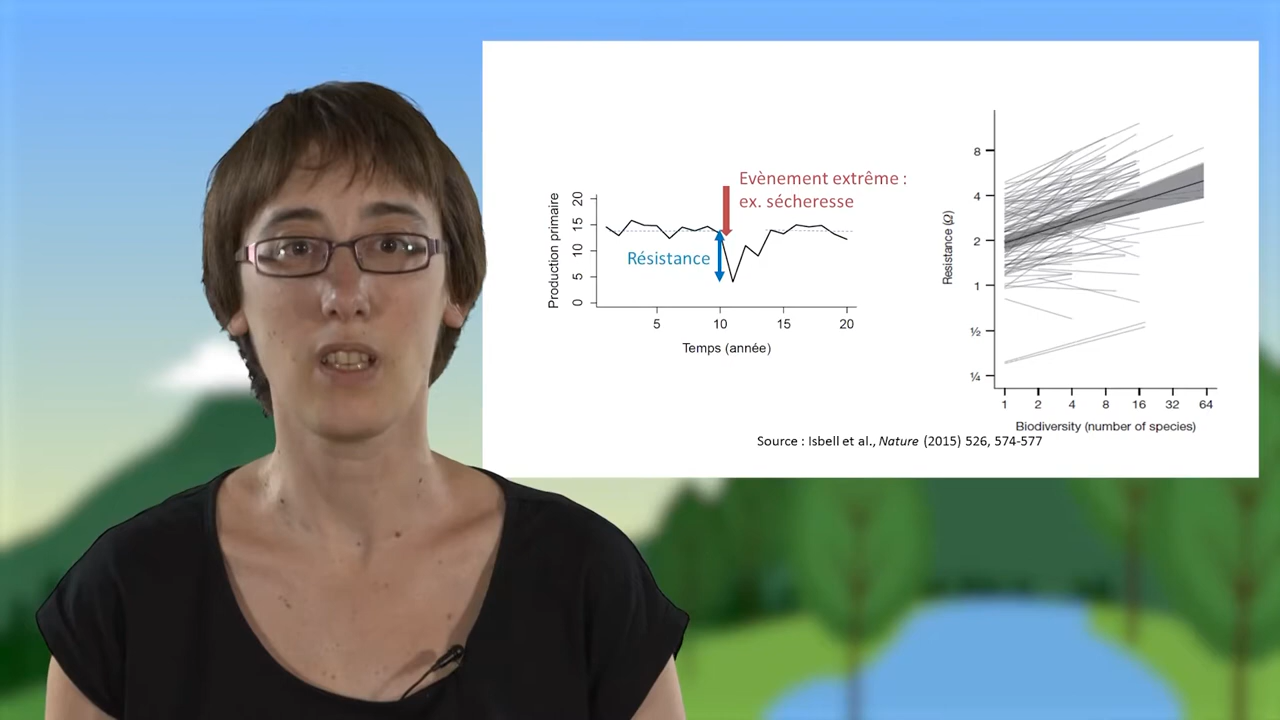 Production primaire
20
15
10
5
0
Evènement extrême :
ex. sécheresse
Résistance
5
10
15
20
Temps (année)
Resistance (Ω)
8
4
2
1
½
¼
1
2
4
8
16
32
64
Biodiversity (number of species)
Source : Isbell et al., Nature (2015) 526, 574-577